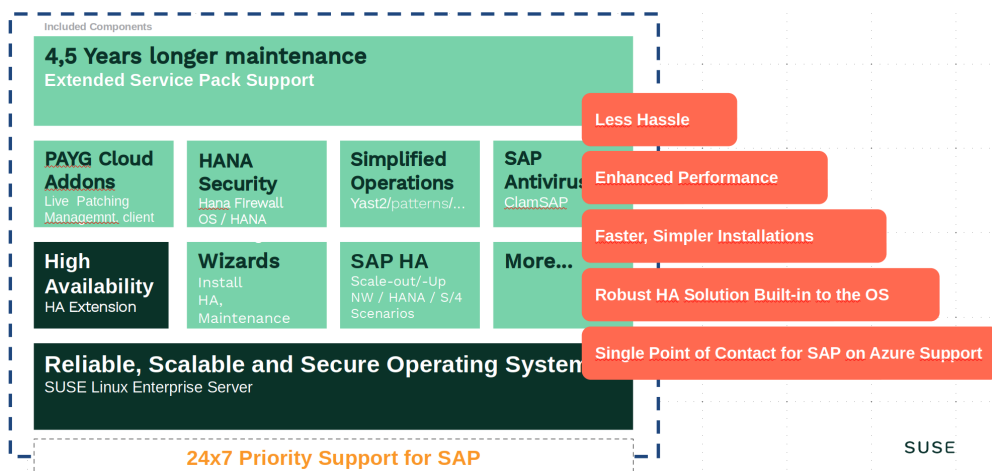 Included Components
4,5 Years longer maintenance
Extended Service Pack Support
PAYG Cloud
Addons
Live Patching
Managemnt. client
HANA
Security
Hana Firewall
OS / HANA
Simplified
Operations
Yast2/patterns/...
SAP
Antivirus
ClamSAP
High
Availability
HA Extension
Wizards
Install
HA,
Maintenance
SAP HA
Scale-out/-Up
NW / HANA / S/4
Scenarios
More...
Reliable, Scalable and Secure Operating System
SUSE Linux Enterprise Server
24x7 Priority Support for SAP
Less Hassle
Enhanced Performance
Faster, Simpler Installations
Robust HA Solution Built-in to the OS
Single Point of Contact for SAP on Azure Support
SUSE